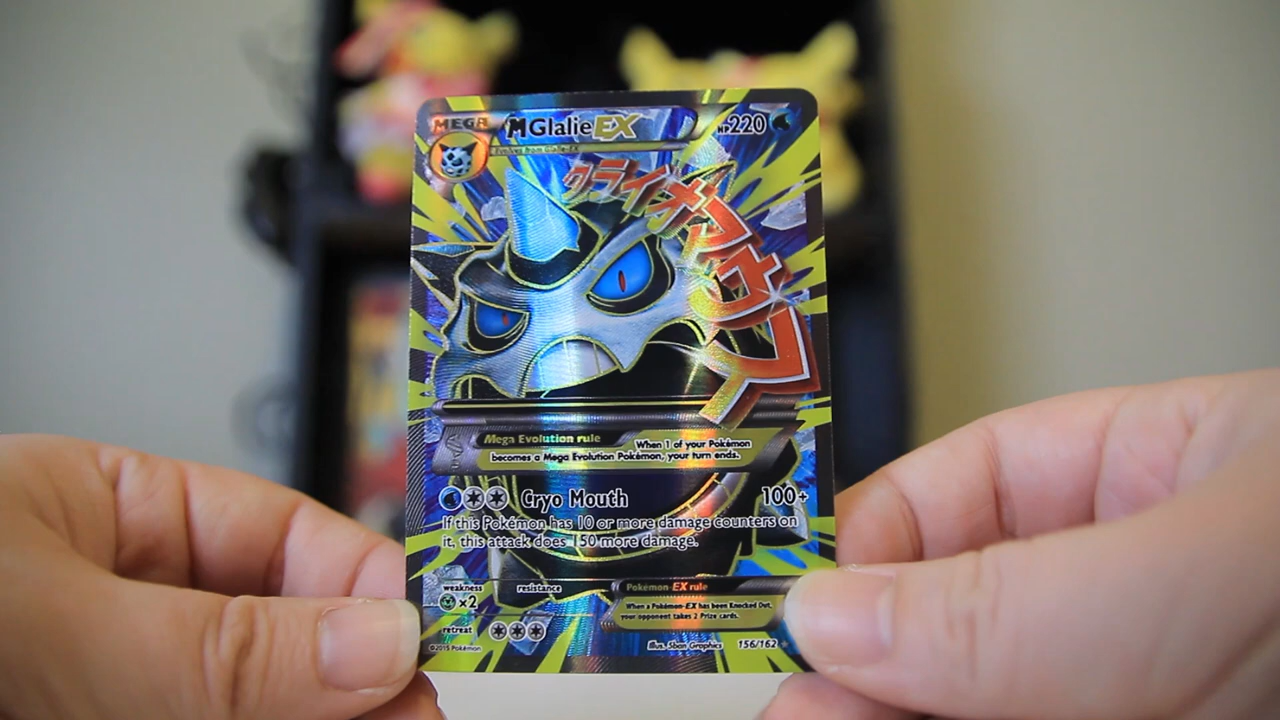 MEGA MGlalieEX HP220
Evolves from Glalie-EX
クライオマウス
Mega Evolution rule
When 1 of your Pokémon
becomes a Mega Evolution Pokémon, your turn ends.
Cryo Mouth 100+
If this Pokémon has 10 or more damage counters on
it, this attack does 150 more damage.
weakness resistance
×2
Pokémon-EX rule
When a Pokémon-EX has been Knocked Out,
your opponent takes 2 Prize cards.
retreat
©2015 Pokémon
Illus. 5ban Graphics 156/162